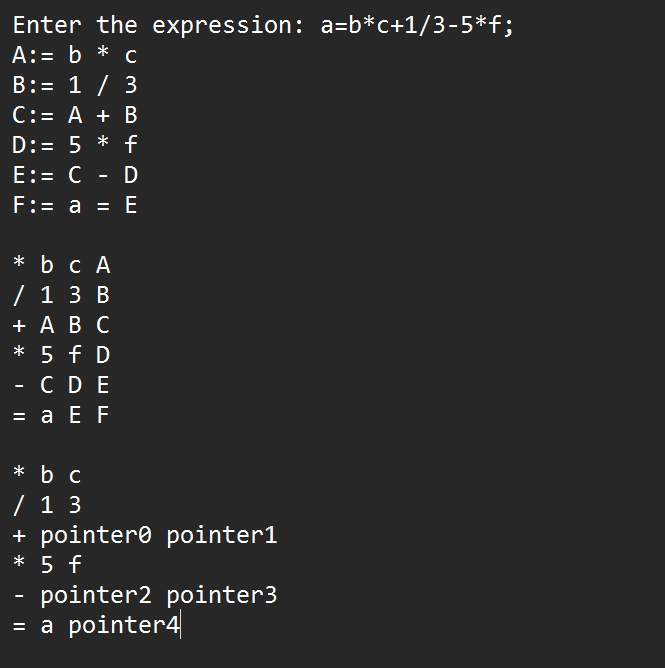 Enter the expression: a=b*c+1/3-5*f;
A:= b * c
B:= 1 / 3
C:= A + B
D:= 5 * f
E:= C - D
F:= a = E
* b c A
/ 1 3 B
+ A B C
* 5 f D
- C D E
= a E F
* b c
/ 1 3
+ pointer0 pointer1
* 5 f
- pointer2 pointer3
= a pointer4